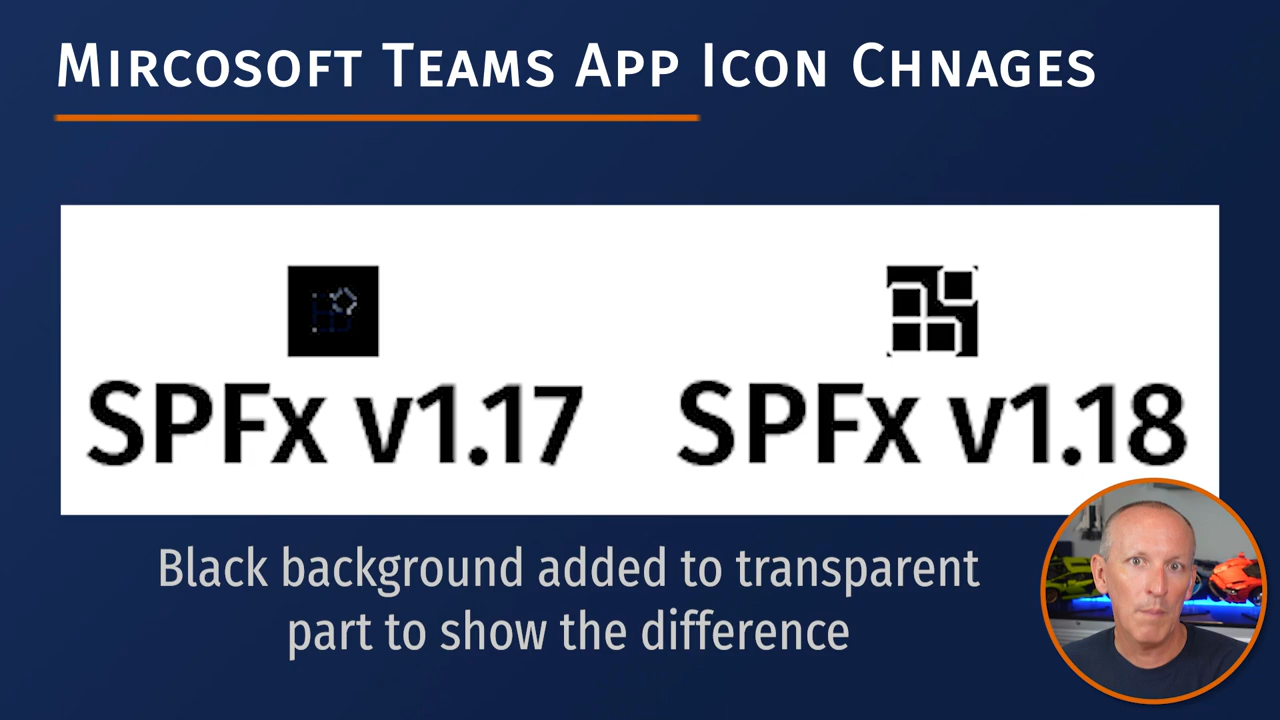 Mircosoft Teams App Icon Chnages
SPFx v1.17 SPFx v1.18
Black background added to transparent
part to show the difference